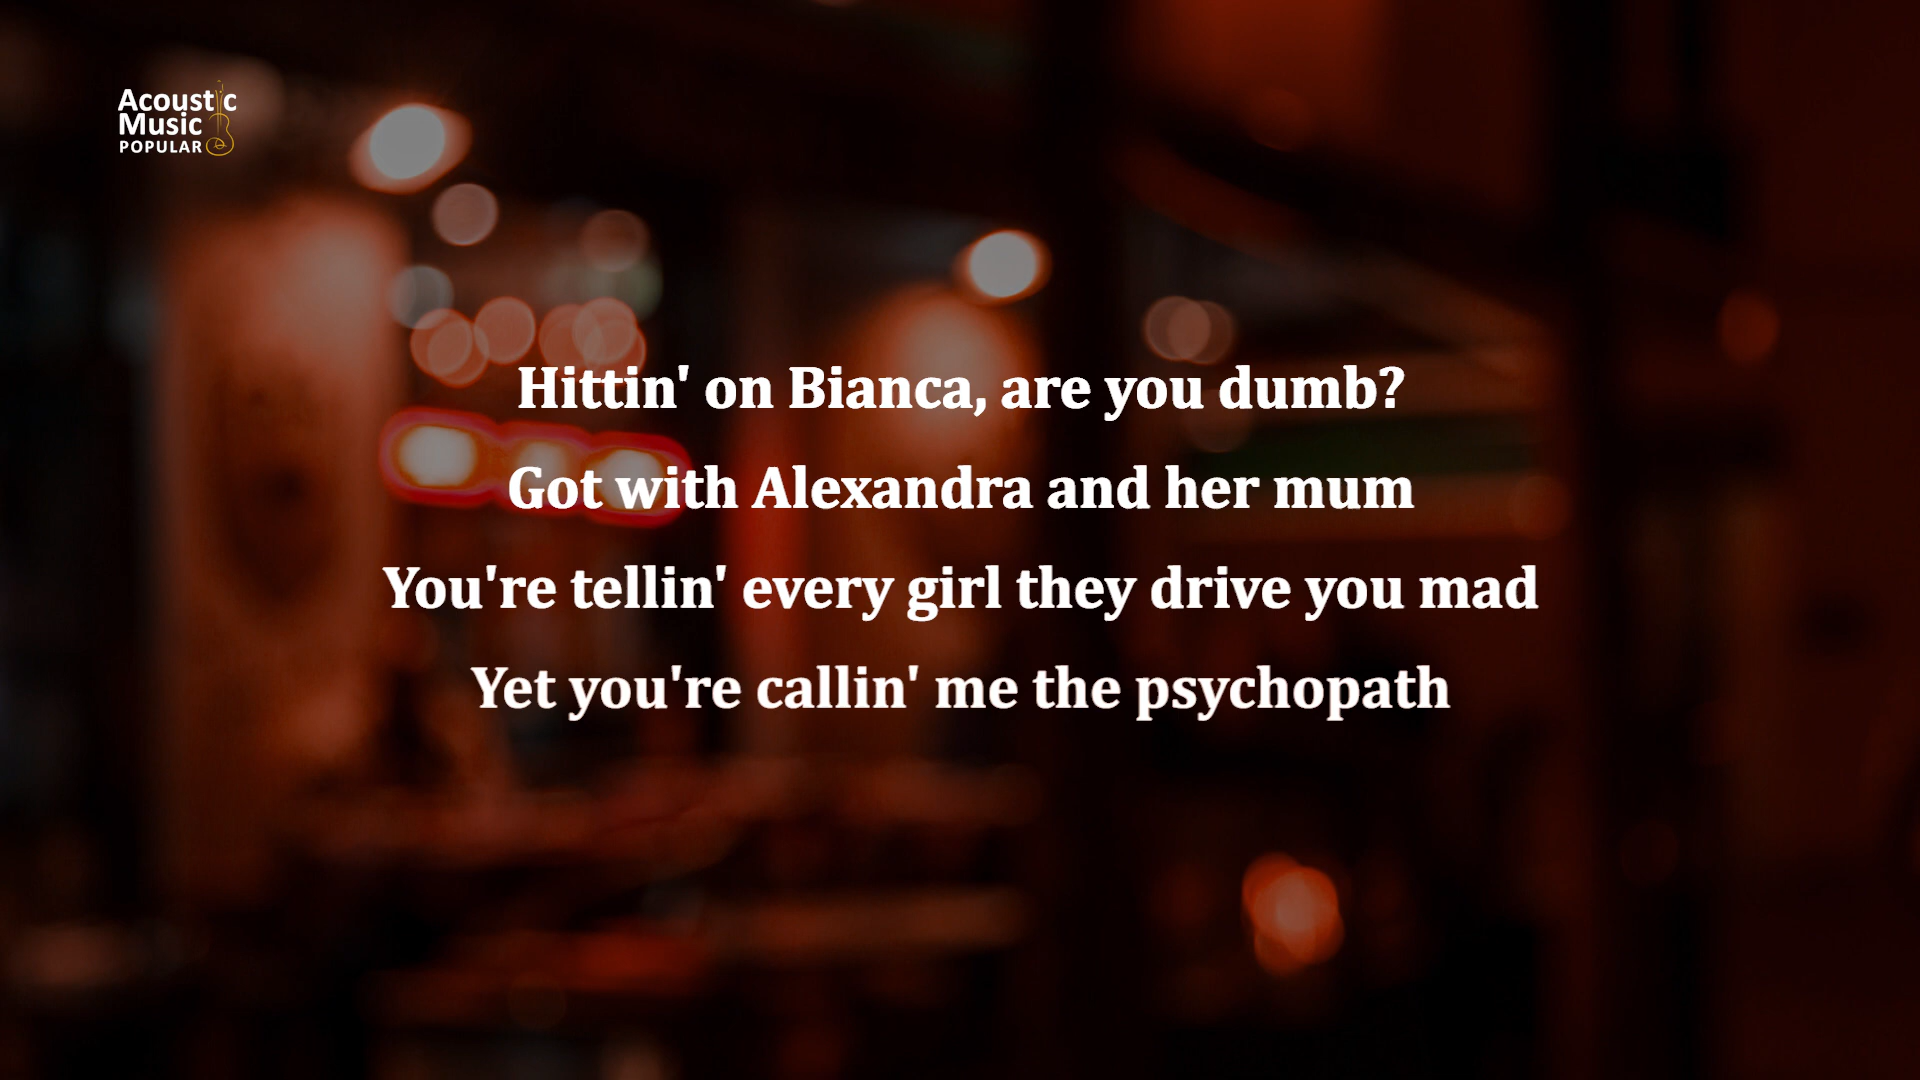 Acoustic
Music
POPULAR
Hittin' on Bianca, are you dumb?
Got with Alexandra and her mum
You're tellin' every girl they drive you mad
Yet you're callin' me the psychopath